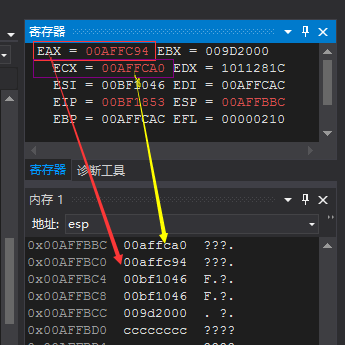 寄存器
EAX = 00AFFC94 EBX = 009D2000
ECX = 00AFFCA0 EDX = 1011281C
ESI = 00BF1046 EDI = 00AFFCAC
EIP = 00BF1853 ESP = 00AFFBBC
EBP = 00AFFCAC EFL = 00000210
寄存器 诊断工具
内存 1
地址: esp
0x00AFFBBC 00affca0 ???.
0x00AFFBC0 00affc94 ???.
0x00AFFBC4 00bf1046 F.?.
0x00AFFBC8 00bf1046 F.?.
0x00AFFBCC 009d2000 . ?.
0x00AFFBD0 cccccccc ????